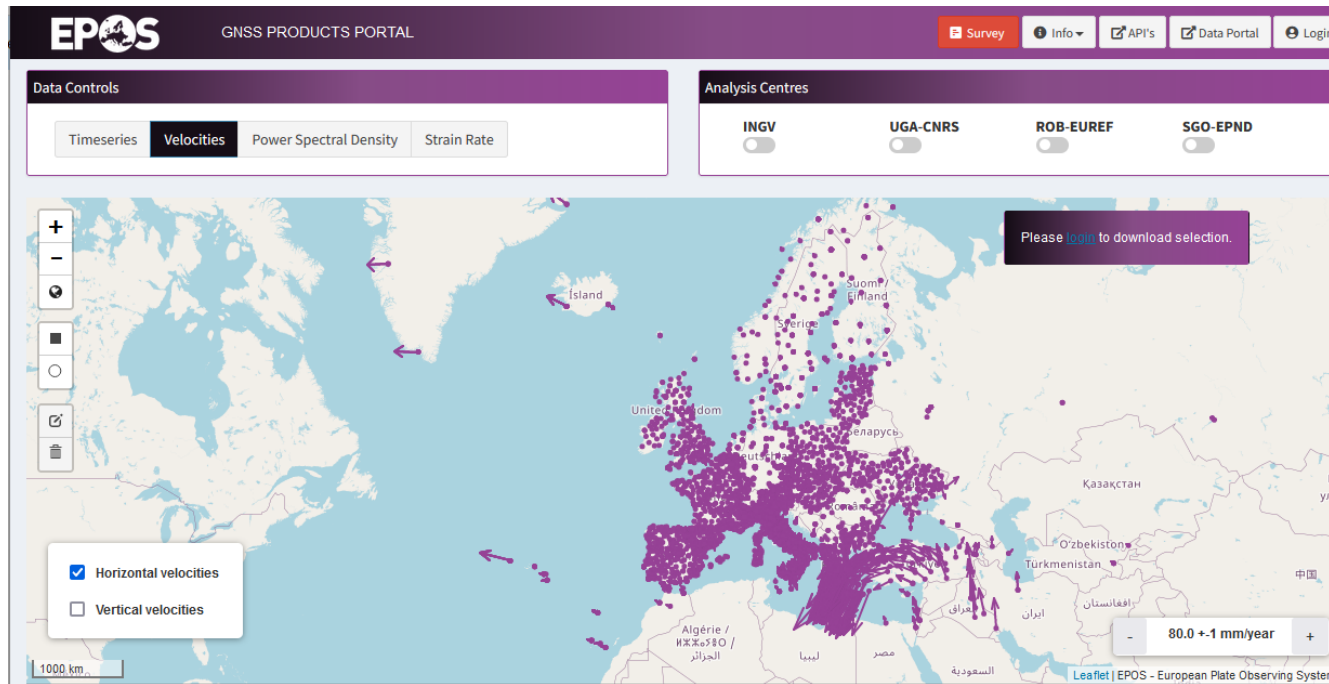 EPOS
GNSS PRODUCTS PORTAL
Survey
Info
API's
Data Portal
Login
Data Controls
Timeseries
Velocities
Power Spectral Density
Strain Rate
Analysis Centres
INGV
UGA-CNRS
ROB-EUREF
SGO-EPND
+
-
Please login to download selection.
Ísland
Suomi /
Finland
Sverige
United Kingdom
Беларусь
Қазақстан
O'zbekiston
Türkmenistan
افغانستان
ایران
中国
Algérie /
الجزائر
ليبيا
مصر
السعودية
Horizontal velocities
Vertical velocities
- 80.0 +-1 mm/year +
1000 km
Leaflet | EPOS - European Plate Observing System